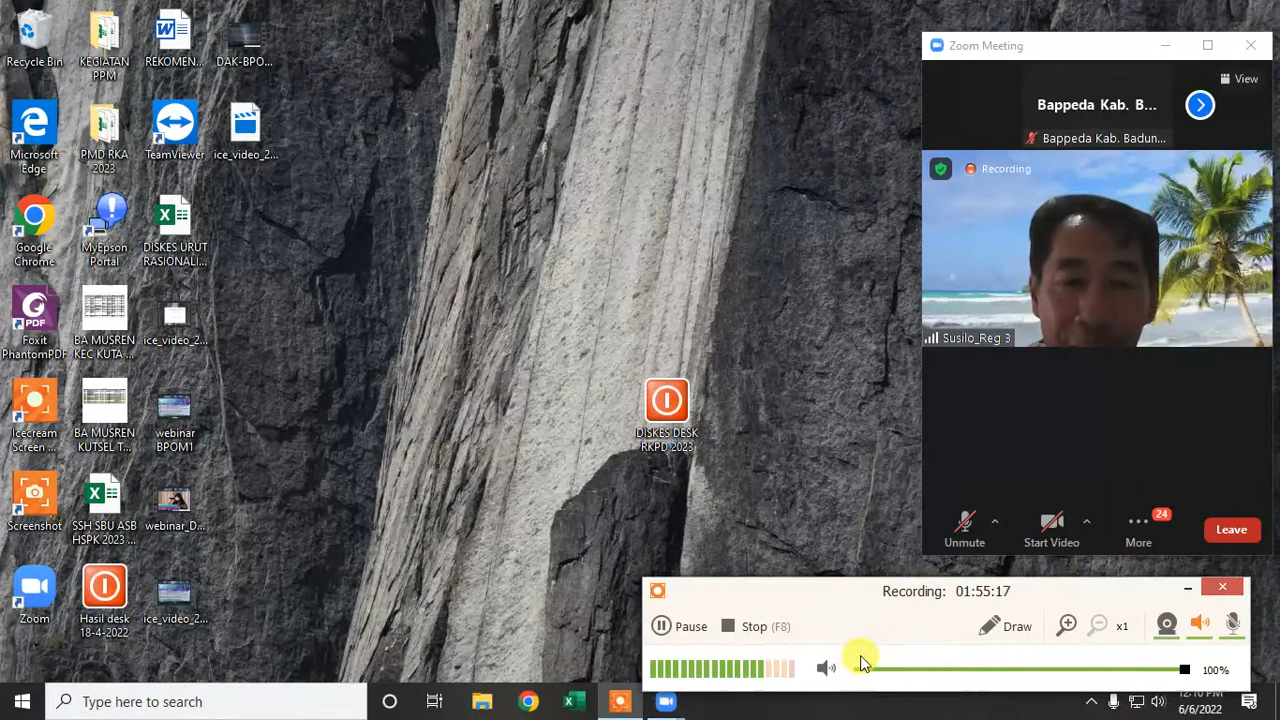 Recycle Bin
KEGIATAN
PPM
REKOMEN...
DAK-BPO...
Microsoft
Edge
PMD RKA
2023
TeamViewer
ice_video_2...
Google
Chrome
MyEpson
Portal
DISKES URUT
RASIONALI...
Foxit
PhantomPDF
BA MUSREN
KEC KUTA ...
ice_video_2...
Icecream
Screen ...
BA MUSREN
KUTSEL T...
webinar
BPOM1
Screenshot
SSH SBU ASB
HSPK 2023 ...
webinar_D...
Zoom
Hasil desk
18-4-2022
ice_video_2...
DISKES DESK
RKPD 2023
Zoom Meeting
View
Bappeda Kab. B...
Bappeda Kab. Badun...
Recording
Susilo_Reg 3
24
Unmute
Start Video
More
Leave
Recording: 01:55:17
Pause
Stop (F8)
Draw
x1
100%
Type here to search
12:10 PM
6/6/2022